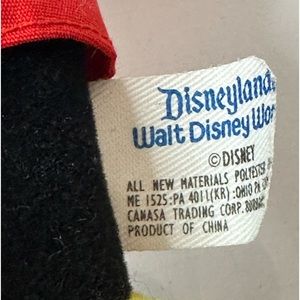 Disneyland
Walt Disney Wor
©DISNEY
ALL NEW MATERIALS POLYESTER
ME 1525:PA 4011(KR):OHIO PA
CANASA TRADING CORP.
PRODUCT OF CHINA